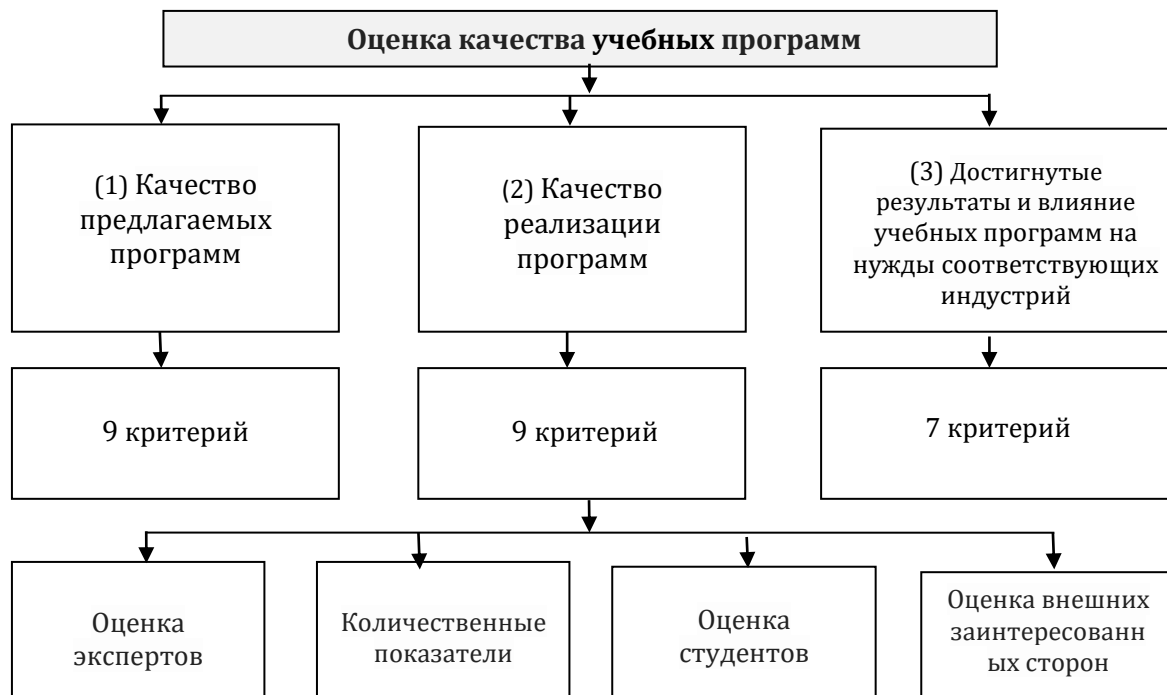 Оценка качества учебных программ
(1) Качество
предлагаемых
программ
(2) Качество
реализации
программ
(3) Достигнутые
результаты и влияние
учебных программ на
нужды соответствующих
индустрий
9 критерий
9 критерий
7 критерий
Оценка
экспертов
Количественные
показатели
Оценка
студентов
Оценка внешних
заинтересованн
ых сторон